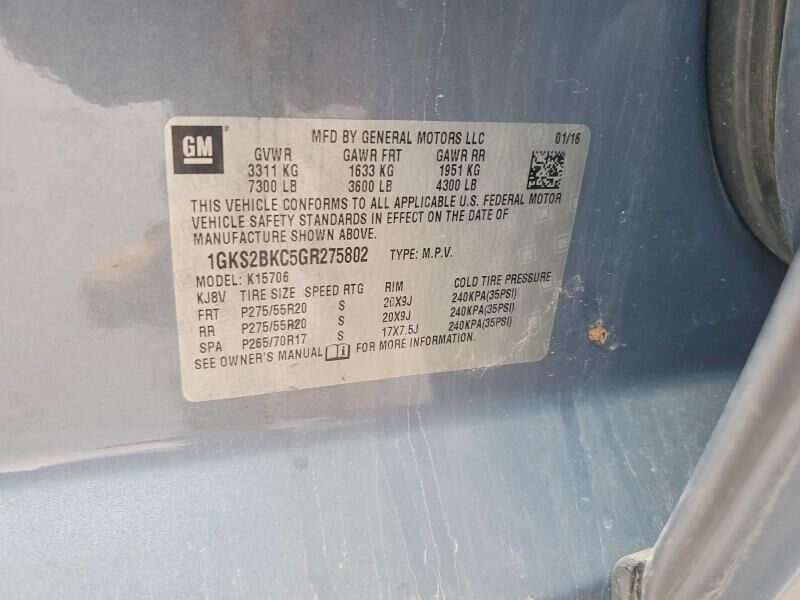 GM
MFD BY GENERAL MOTORS LLC 01/16
GVWR GAWR FRT GAWR RR
3311 KG 1633 KG 1951 KG
7300 LB 3600 LB 4300 LB
THIS VEHICLE CONFORMS TO ALL APPLICABLE U.S. FEDERAL MOTOR
VEHICLE SAFETY STANDARDS IN EFFECT ON THE DATE OF
MANUFACTURE SHOWN ABOVE.
1GKS2BKC5GR275802 TYPE: M.P.V.
MODEL: K15706
KJ8V TIRE SIZE SPEED RTG RIM COLD TIRE PRESSURE
FRT P275/55R20 S 20X9J 240KPA(35PSI)
RR P275/55R20 S 20X9J 240KPA(35PSI)
SPA P265/70R17 S 17X7.5J 240KPA(35PSI)
SEE OWNER'S MANUAL FOR MORE INFORMATION.